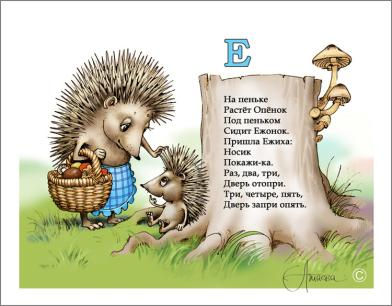 Е
На пеньке
Растёт Опёнок
Под пеньком
Сидит Ежонок.
Пришла Ежиха:
Носик
Покажи-ка.
Раз, два, три,
Дверь отопри.
Три, четыре, пять,
Дверь запри опять.
©